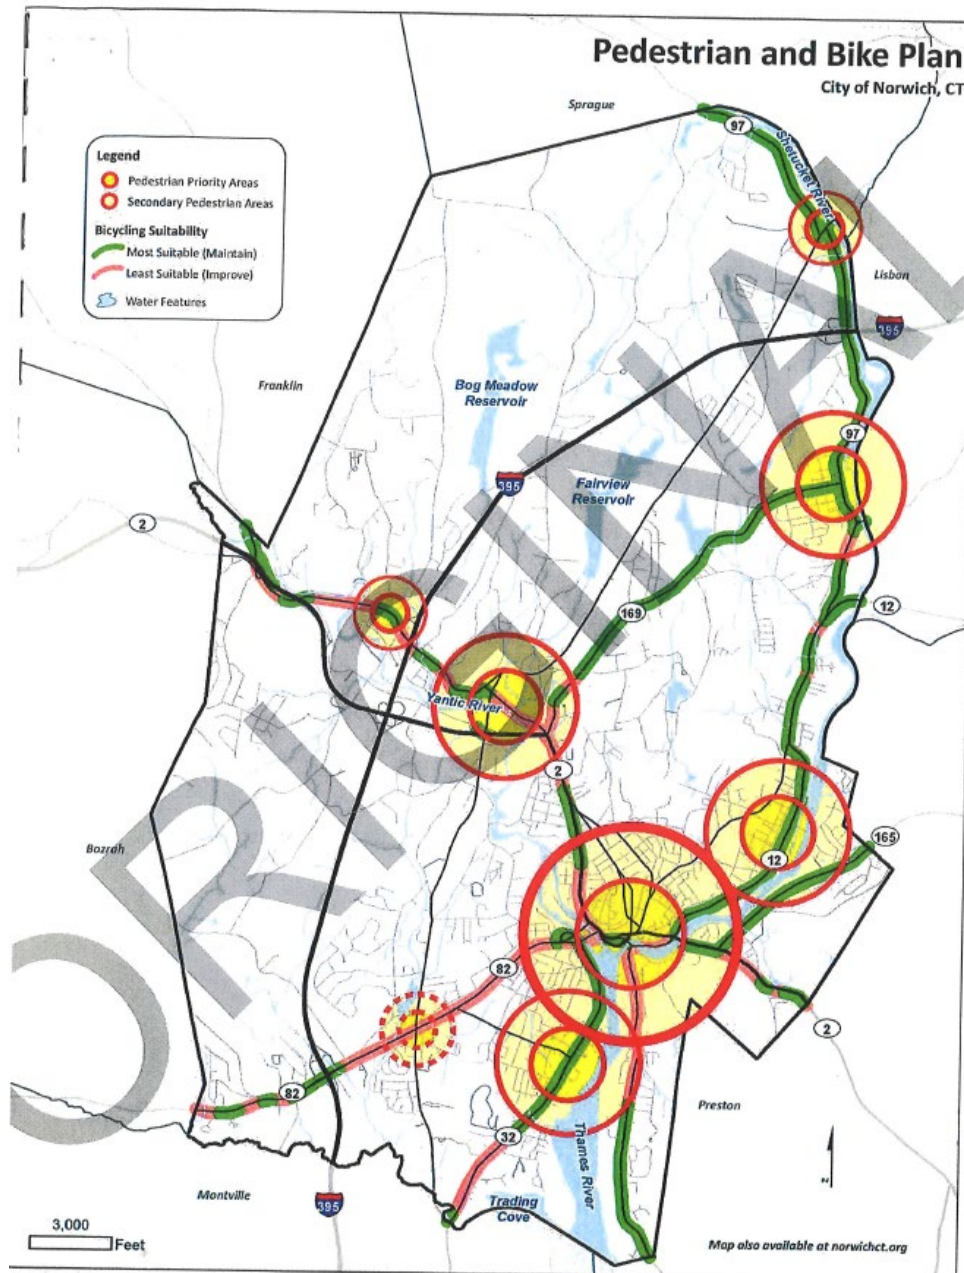 Pedestrian and Bike Plan
City of Norwich, CT
Sprague
97
Shetucket River
Legend
Pedestrian Priority Areas
Secondary Pedestrian Areas
Bicycling Suitability
Most Suitable (Maintain)
Least Suitable (Improve)
Water Features
Lisbon
395
Franklin
Bog Meadow
Reservoir
97
395
Fairview
Reservoir
2
169
12
Yantic River
2
165
Bozrah
12
82
2
82
Preston
32
Thames River
Montville
395
Trading
Cove
3,000
Feet
z
Map also available at norwichct.org
ORIGINAL